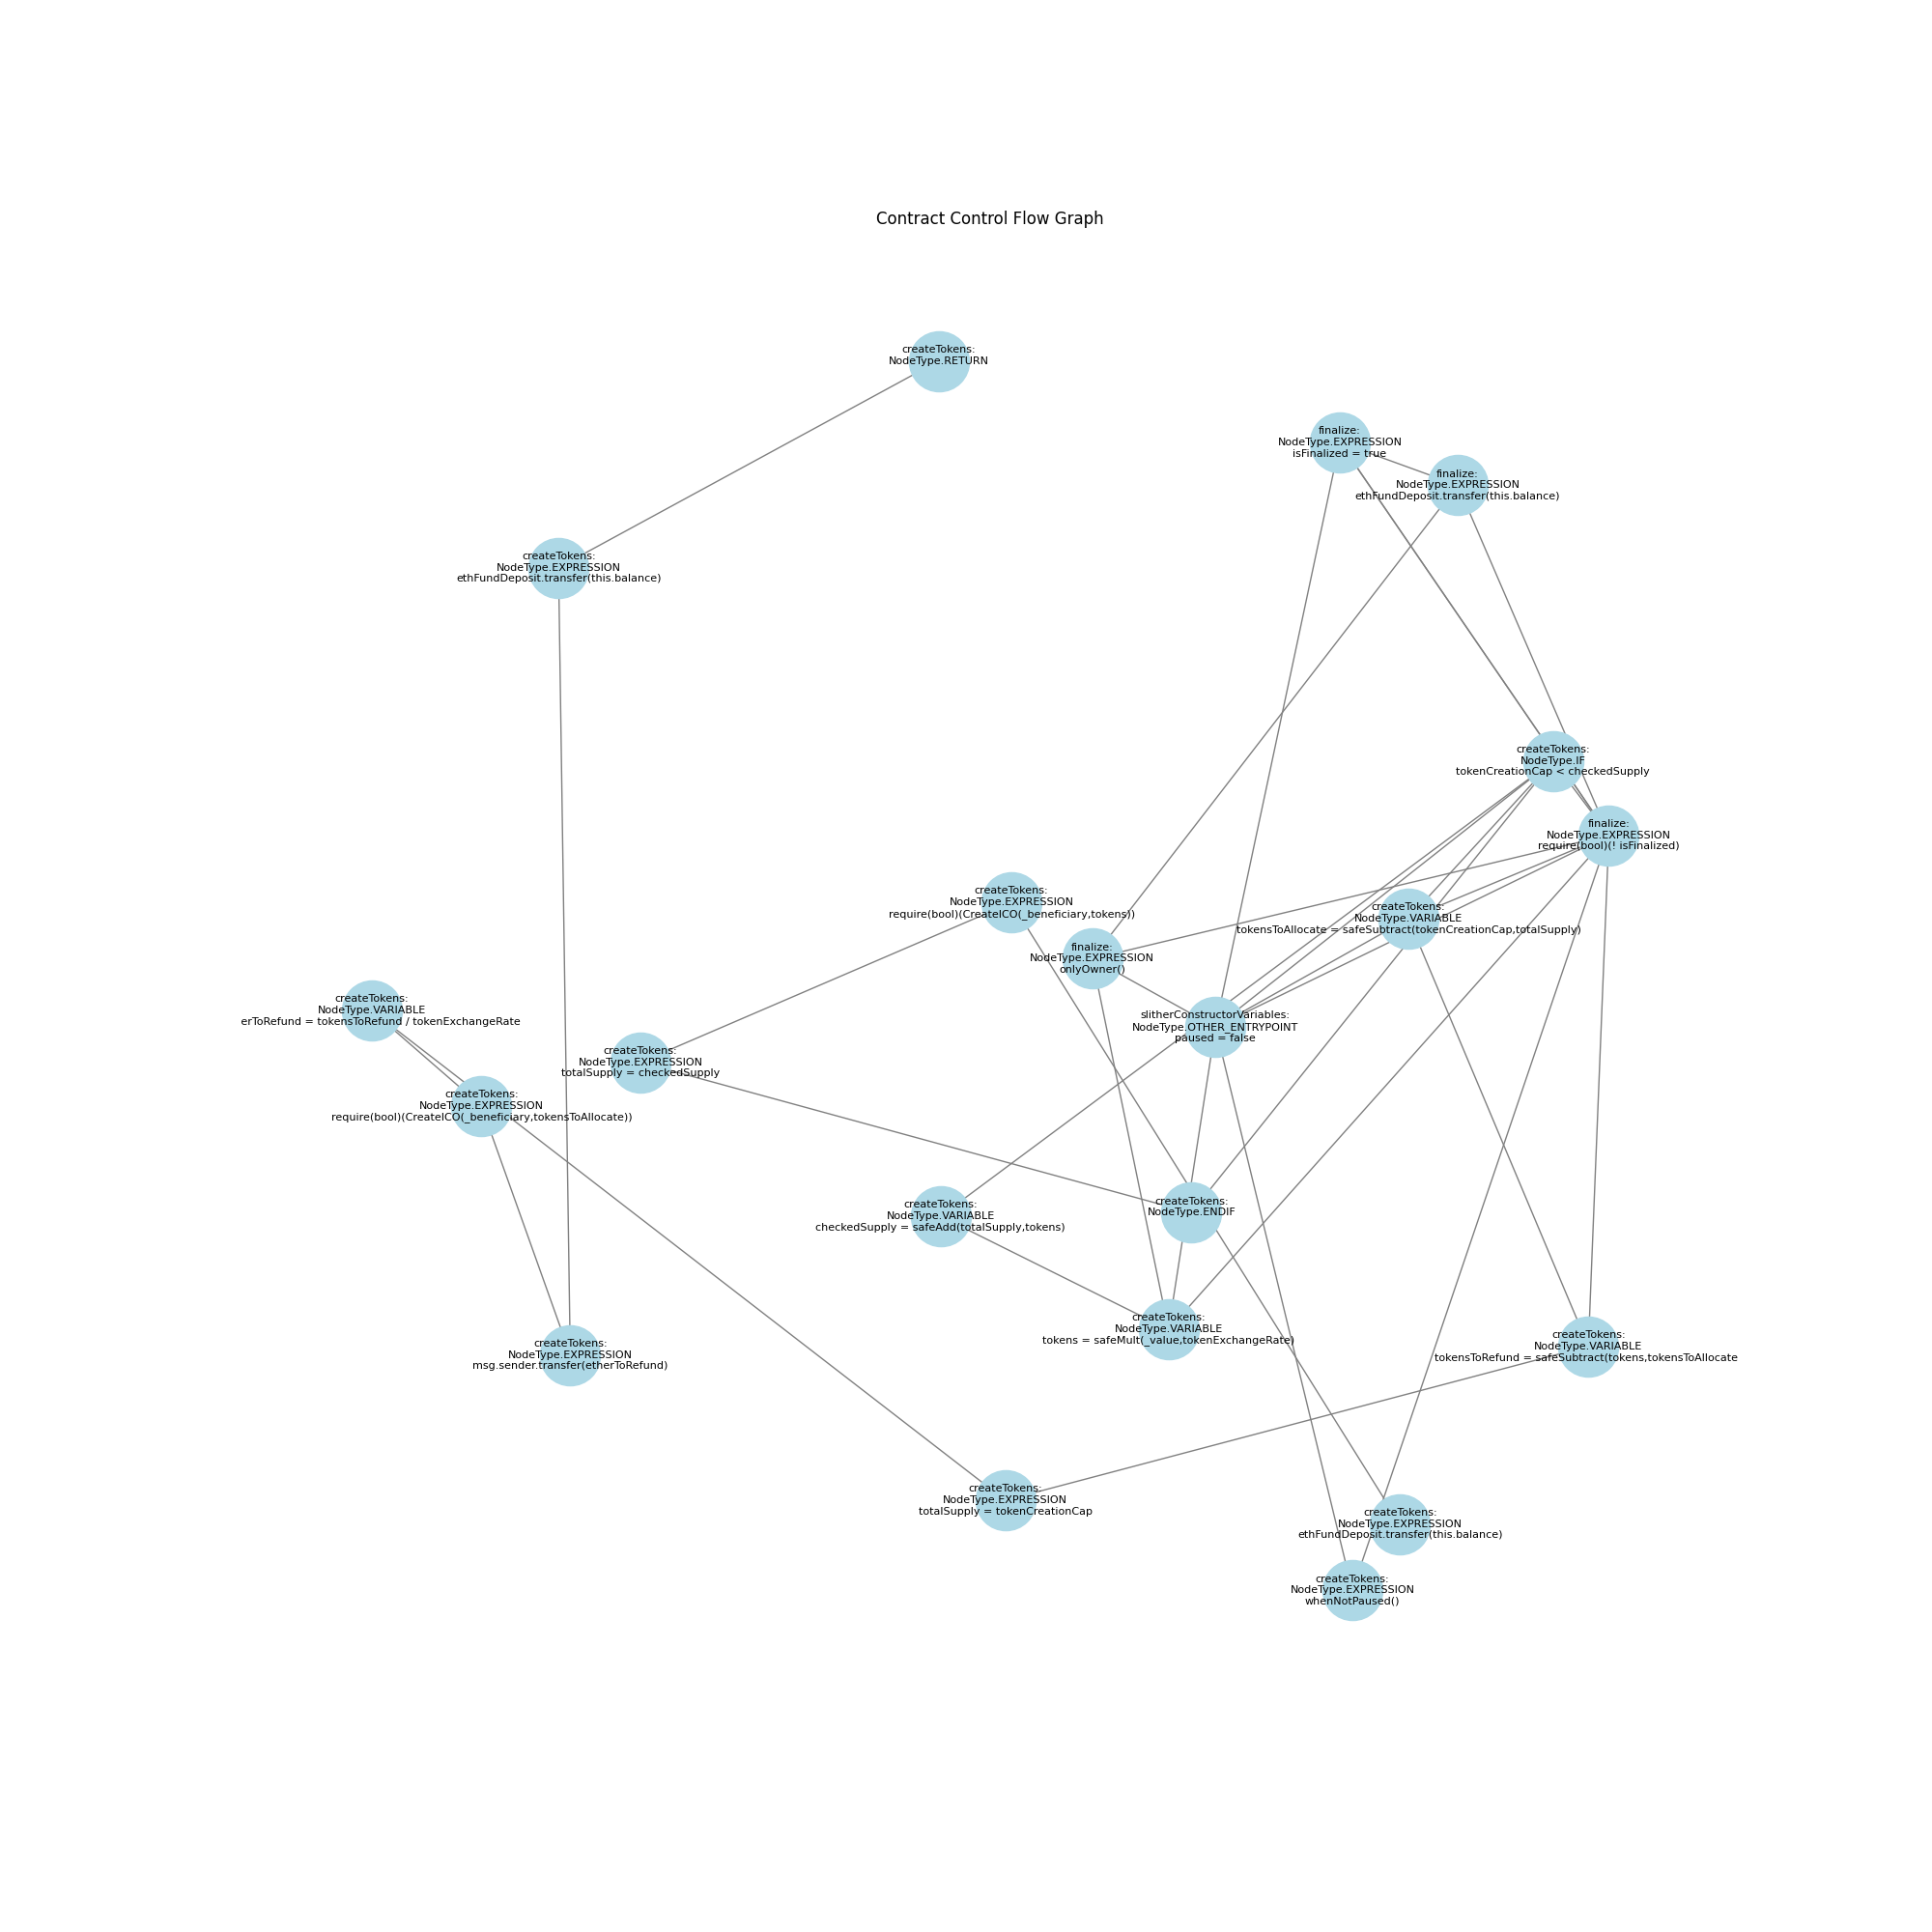 Contract Control Flow Graph
createTokens:
NodeType.RETURN
finalize:
NodeType.EXPRESSION
isFinalized = true
finalize:
NodeType.EXPRESSION
ethFundDeposit.transfer(this.balance)
createTokens:
NodeType.EXPRESSION
ethFundDeposit.transfer(this.balance)
createTokens:
NodeType.IF
tokenCreationCap < checkedSupply
finalize:
NodeType.EXPRESSION
require(bool)(! isFinalized)
createTokens:
NodeType.EXPRESSION
require(bool)(CreateICO(_beneficiary,tokens))
createTokens:
NodeType.VARIABLE
tokensToAllocate = safeSubtract(tokenCreationCap,totalSupply)
finalize:
NodeType.EXPRESSION
onlyOwner()
createTokens:
NodeType.VARIABLE
erToRefund = tokensToRefund / tokenExchangeRate
slitherConstructorVariables:
NodeType.OTHER_ENTRYPOINT
paused = false
createTokens:
NodeType.EXPRESSION
totalSupply = checkedSupply
createTokens:
NodeType.EXPRESSION
require(bool)(CreateICO(_beneficiary,tokensToAllocate))
createTokens:
NodeType.VARIABLE
checkedSupply = safeAdd(totalSupply,tokens)
createTokens:
NodeType.ENDIF
createTokens:
NodeType.VARIABLE
tokens = safeMult(_value,tokenExchangeRate)
createTokens:
NodeType.EXPRESSION
msg.sender.transfer(etherToRefund)
createTokens:
NodeType.VARIABLE
tokensToRefund = safeSubtract(tokens,tokensToAllocate
createTokens:
NodeType.EXPRESSION
totalSupply = tokenCreationCap
createTokens:
NodeType.EXPRESSION
ethFundDeposit.transfer(this.balance)
createTokens:
NodeType.EXPRESSION
whenNotPaused()